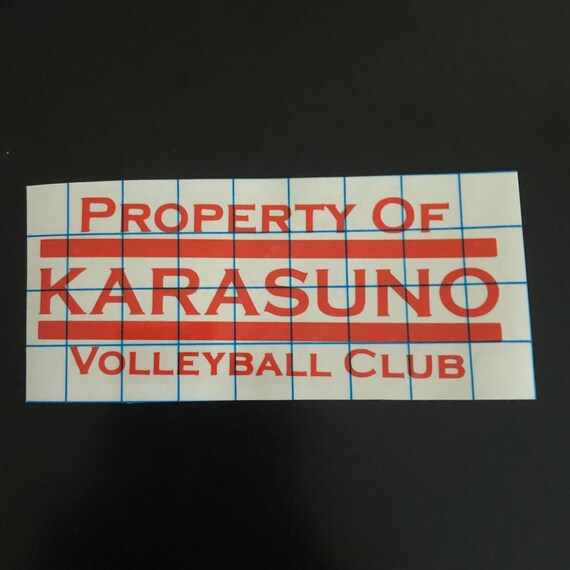 Property Of
KARASUNO
Volleyball Club